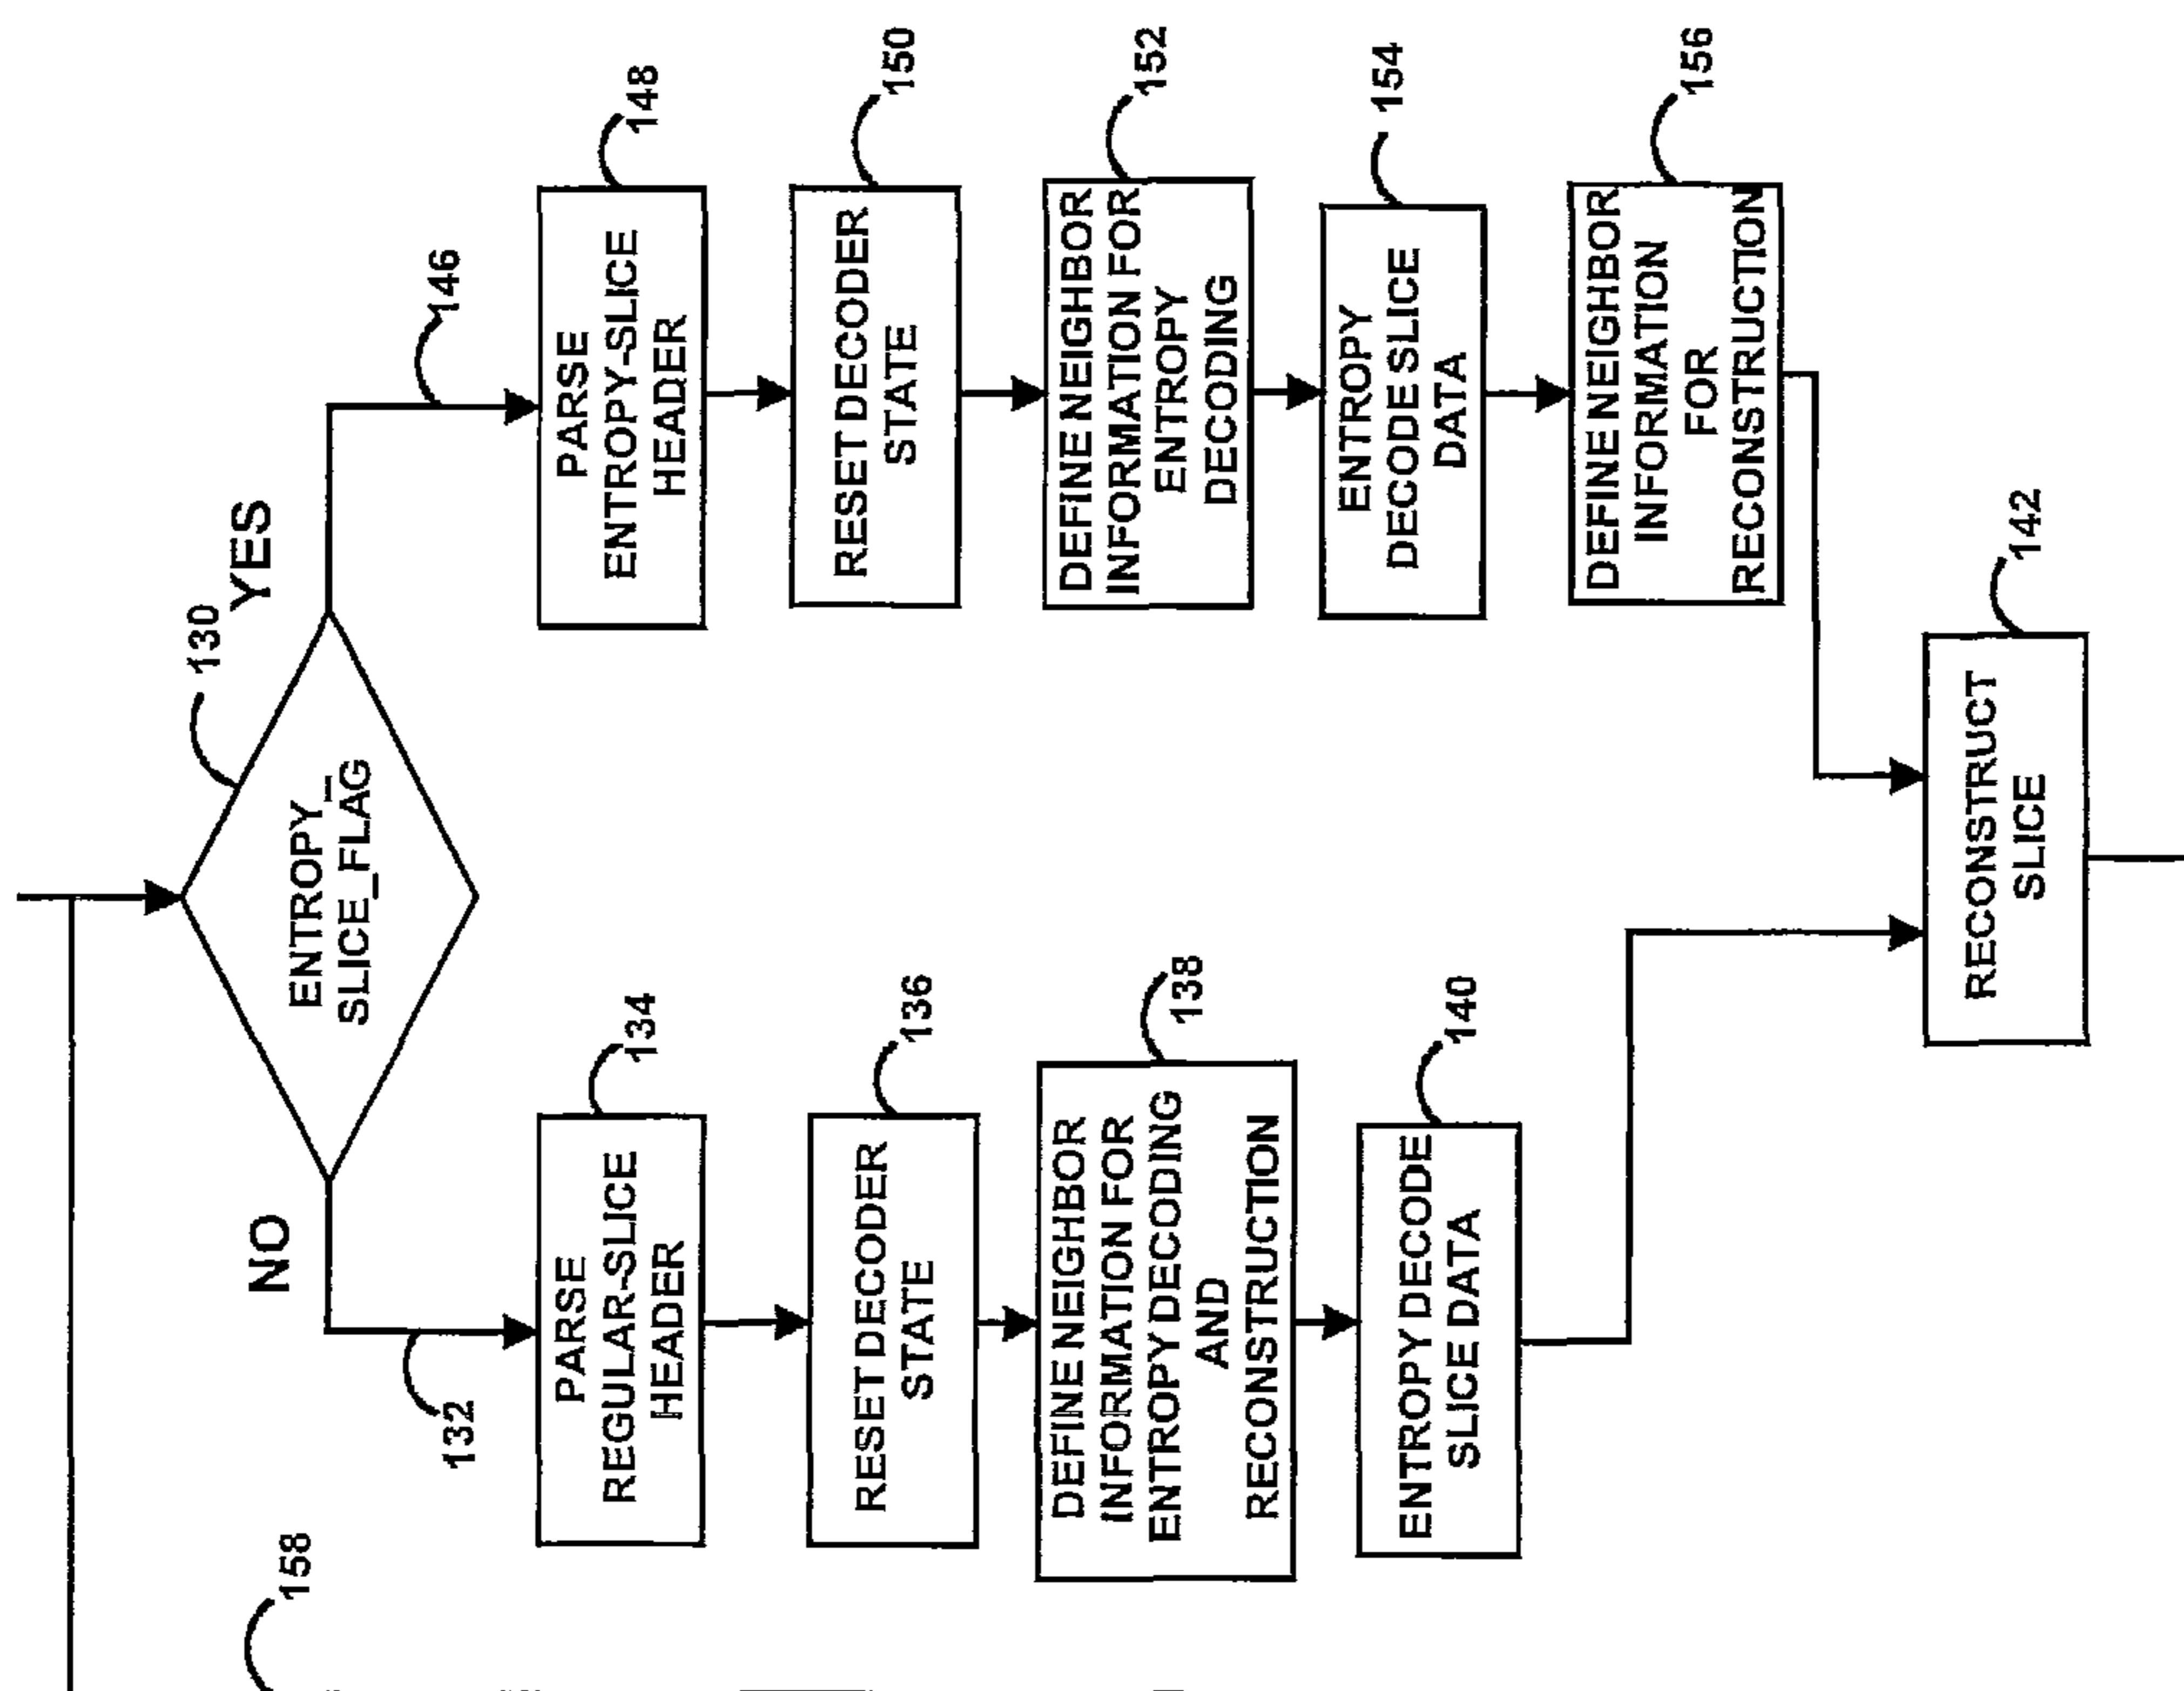 130
ENTROPY_
SLICE_FLAG
NO
YES
132
146
134
PARSE
REGULAR-SLICE
HEADER
148
PARSE
ENTROPY-SLICE
HEADER
136
RESET DECODER
STATE
150
RESET DECODER
STATE
138
DEFINE NEIGHBOR
INFORMATION FOR
ENTROPY DECODING
AND
RECONSTRUCTION
152
DEFINE NEIGHBOR
INFORMATION FOR
ENTROPY
DECODING
140
ENTROPY DECODE
SLICE DATA
154
ENTROPY
DECODE SLICE
DATA
156
DEFINE NEIGHBOR
INFORMATION
FOR
RECONSTRUCTION
142
RECONSTRUCT
SLICE
158